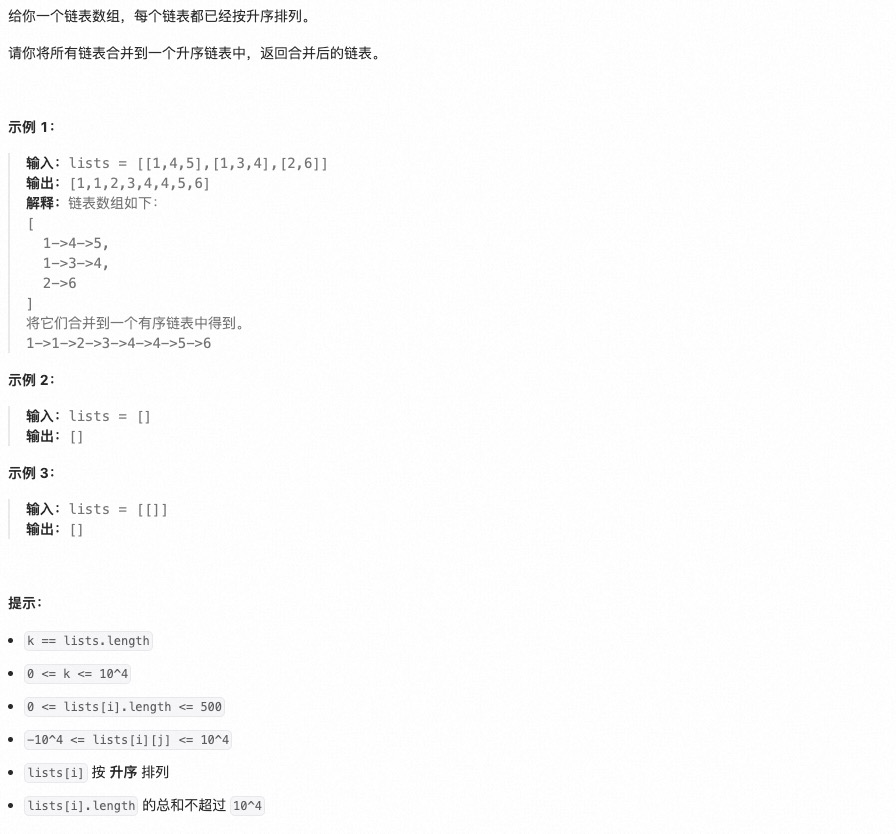 给你一个链表数组，每个链表都已经按升序排列。
请你将所有链表合并到一个升序链表中，返回合并后的链表。
示例 1：
输入：lists = [[1,4,5],[1,3,4],[2,6]]
输出：[1,1,2,3,4,4,5,6]
解释：链表数组如下：
[
  1->4->5,
  1->3->4,
  2->6
]
将它们合并到一个有序链表中得到。
1->1->2->3->4->4->5->6
示例 2：
输入：lists = []
输出：[]
示例 3：
输入：lists = [[]]
输出：[]
提示：
• k == lists.length
• 0 <= k <= 10^4
• 0 <= lists[i].length <= 500
• -10^4 <= lists[i][j] <= 10^4
• lists[i] 按 升序 排列
• lists[i].length 的总和不超过 10^4